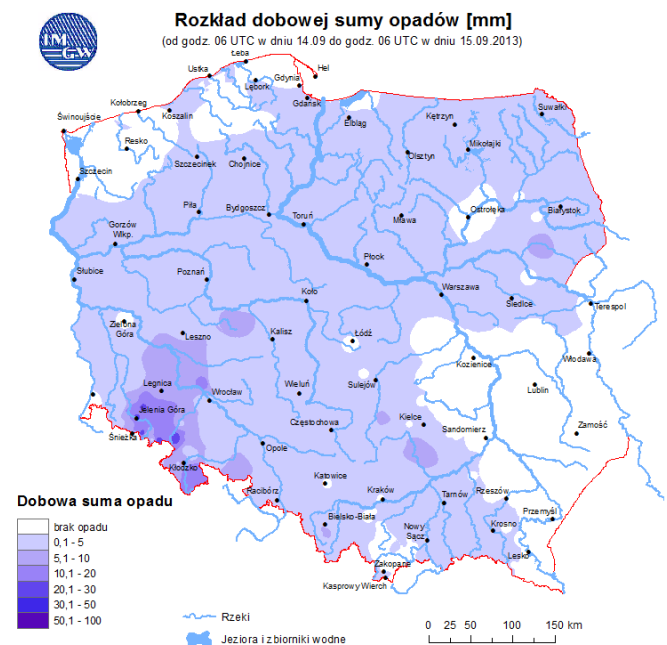 Rozkład dobowej sumy opadów [mm]
(od godz. 06 UTC w dniu 14.09 do godz. 06 UTC w dniu 15.09.2013)
IM
GW
Łeba
Ustka
Hel
Gdynia
Lębork
Gdańsk
Kołobrzeg
Koszalin
Świnoujście
Elbląg
Kętrzyn
Suwałki
Resko
Mikołajki
Olsztyn
Szczecin
Szczecinek
Chojnice
Piła
Bydgoszcz
Toruń
Mława
Ostrołęka
Białystok
Gorzów
Wlkp.
Płock
Słubice
Poznań
Koło
Warszawa
Siedlce
Terespol
Zielona
Góra
Leszno
Kalisz
Łódź
Kozienice
Włodawa
Legnica
Wrocław
Wieluń
Sulejów
Lublin
Jelenia Góra
Częstochowa
Kielce
Sandomierz
Zamość
Śnieżka
Opole
Kłodzko
Katowice
Racibórz
Kraków
Tarnów
Rzeszów
Przemyśl
Bielsko-Biała
Nowy
Sącz
Krosno
Lesko
Zakopane
Kasprowy Wierch
Dobowa suma opadu
brak opadu
0,1 - 5
5,1 - 10
10,1 - 20
20,1 - 30
30,1 - 50
50,1 - 100
Rzeki
Jeziora i zbiorniki wodne
0 25 50 100 150 km